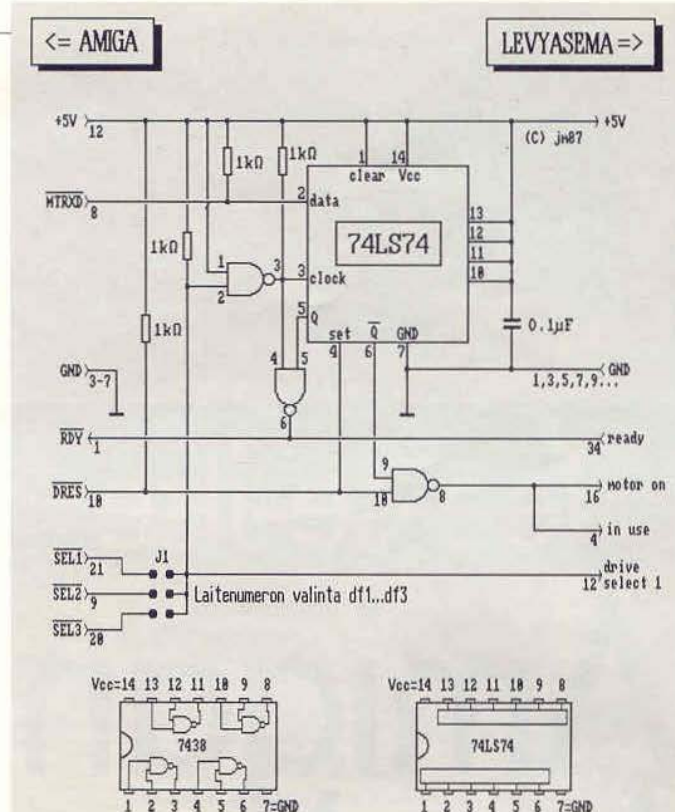 <= AMIGA
LEVYASEMA =>
+5V
12
+5V
(C) jm87
1kΩ
1kΩ
1
14
clear
Vcc
MTRXD
8
2
data
13
12
11
10
74LS74
1kΩ
1
2
3
3
clock
5
Q
set
Q
GND
4
6
7
0.1µF
1kΩ
4
5
6
GND
3-7
GND
1,3,5,7,9...
RDY
1
34
ready
9
10
8
DRES
10
16
motor on
4
in use
SEL1
21
J1
12
drive
select 1
SEL2
9
Laitenumeron valinta df1...df3
SEL3
20
Vcc=14 13 12 11 10 9 8
7438
1 2 3 4 5 6 7=GND
Vcc=14 13 12 11 10 9 8
74LS74
1 2 3 4 5 6 7=GND